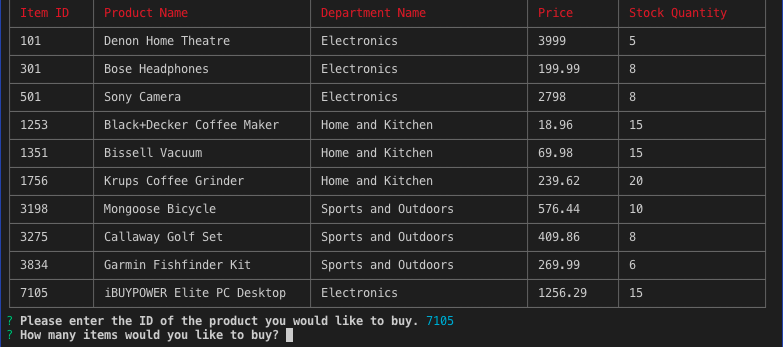 Item ID Product Name Department Name Price Stock Quantity
101 Denon Home Theatre Electronics 3999 5
301 Bose Headphones Electronics 199.99 8
501 Sony Camera Electronics 2798 8
1253 Black+Decker Coffee Maker Home and Kitchen 18.96 15
1351 Bissell Vacuum Home and Kitchen 69.98 15
1756 Krups Coffee Grinder Home and Kitchen 239.62 20
3198 Mongoose Bicycle Sports and Outdoors 576.44 10
3275 Callaway Golf Set Sports and Outdoors 409.86 8
3834 Garmin Fishfinder Kit Sports and Outdoors 269.99 6
7105 iBUYPOWER Elite PC Desktop Electronics 1256.29 15
? Please enter the ID of the product you would like to buy. 7105
? How many items would you like to buy?